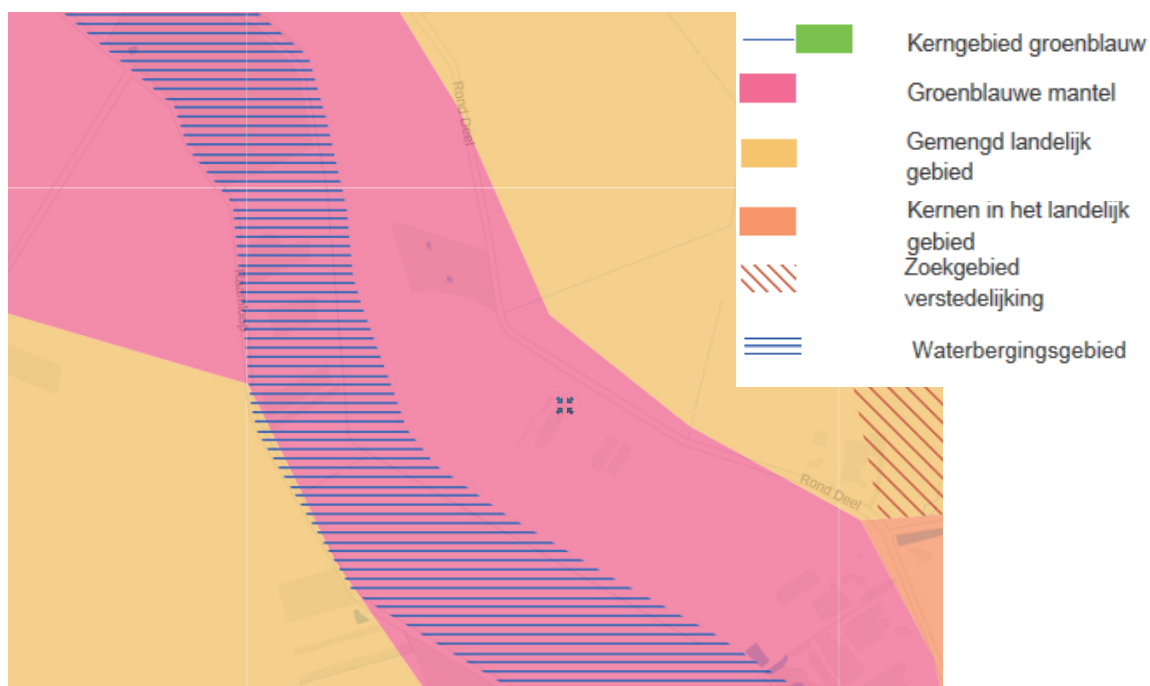 Kerngebied groenblauw
Groenblauwe mantel
Gemengd landelijk
gebied
Kernen in het landelijk
gebied
Zoekgebied
verstedelijking
Waterbergingsgebied
Rond Deel
Rond Deel